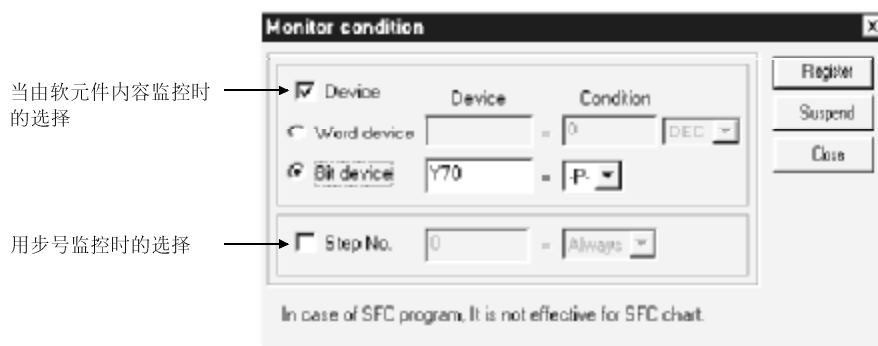 Monitor condition
X
当由软元件内容监控时
的选择
Device
Device
Condition
Register
Word device
=
0
DEC
Suspend
Bit device
Y70
=
-P-
Close
用步号监控时的选择
Step No.
0
=
Always
In case of SFC program, It is not effective for SFC chart.